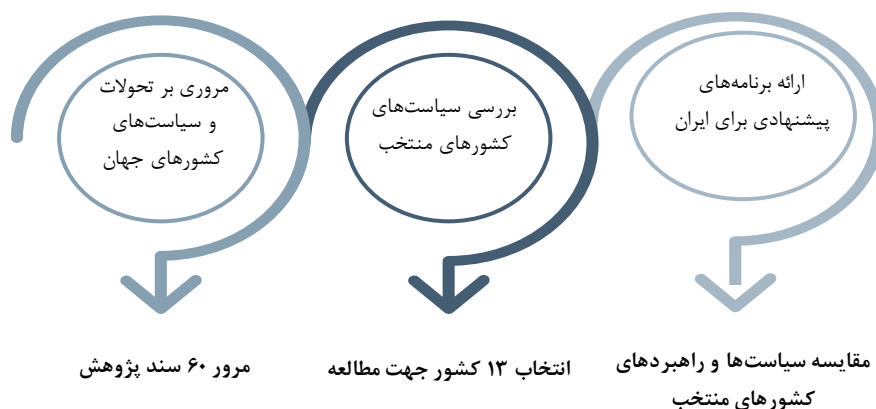 مروری بر تحولات
و سیاست‌های
کشورهای جهان
بررسی سیاست‌های
کشورهای منتخب
ارائه برنامه‌های
پیشنهادی برای ایران
مرور ۶۰ سند پژوهش
انتخاب ۱۳ کشور جهت مطالعه
مقایسه سیاست‌ها و راهبردهای
کشورهای منتخب